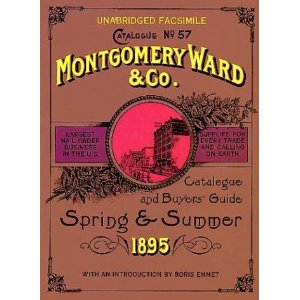 UNABRIDGED FACSIMILE
CATALOGUE Nº 57
MONTGOMERY WARD
& CO.
LARGEST
MAIL ORDER
BUSINESS
IN THE U.S.
SUPPLIES FOR
EVERY TRADE
AND CALLING
ON EARTH
Catalogue
and Buyers' Guide
Spring & Summer
1895
WITH AN INTRODUCTION BY BORIS EMMET